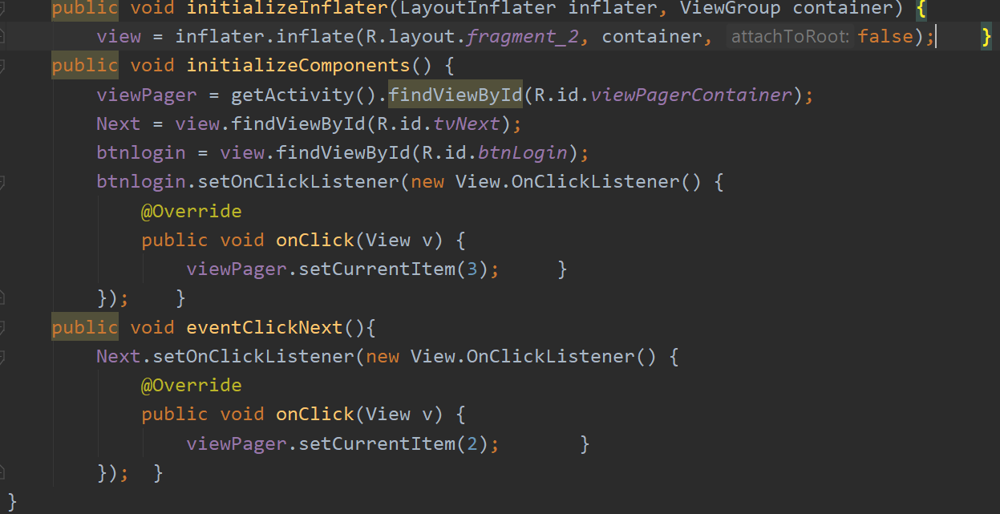 public void initializeInflater(LayoutInflater inflater, ViewGroup container) {
view = inflater.inflate(R.layout.fragment_2, container, attachToRoot: false); }
public void initializeComponents() {
viewPager = getActivity().findViewById(R.id.viewPagerContainer);
Next = view.findViewById(R.id.tvNext);
btnlogin = view.findViewById(R.id.btnLogin);
btnlogin.setOnClickListener(new View.OnClickListener() {
@Override
public void onClick(View v) {
viewPager.setCurrentItem(3); }
}); }
public void eventClickNext(){
Next.setOnClickListener(new View.OnClickListener() {
@Override
public void onClick(View v) {
viewPager.setCurrentItem(2); }
}); }
}